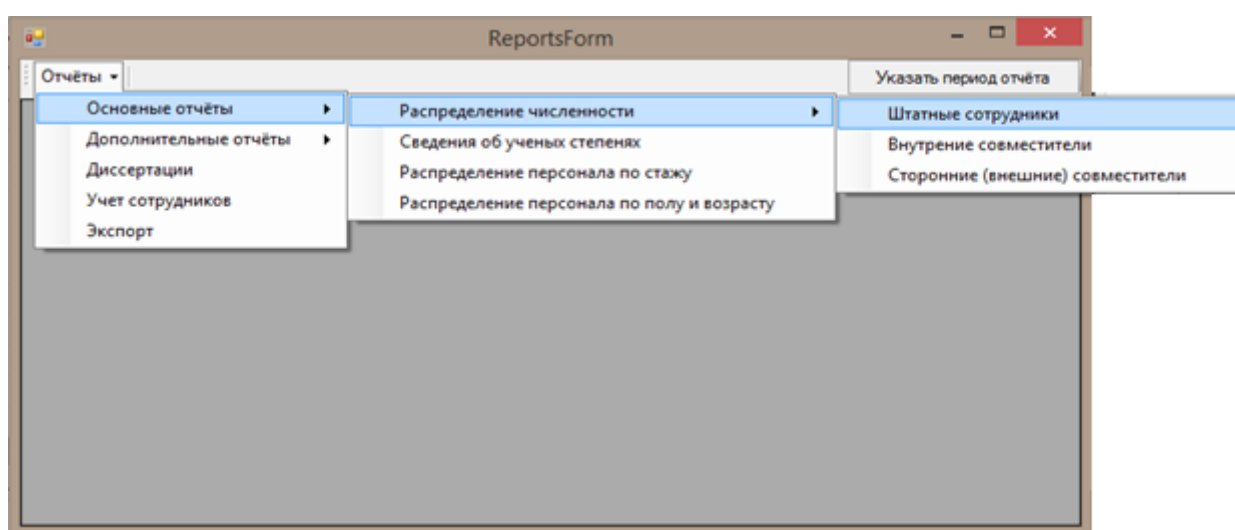 ReportsForm
Отчёты
Указать период отчёта
Основные отчёты
Дополнительные отчёты
Диссертации
Учет сотрудников
Экспорт
Распределение численности
Сведения об ученых степенях
Распределение персонала по стажу
Распределение персонала по полу и возрасту
Штатные сотрудники
Внутрение совместители
Сторонние (внешние) совместители